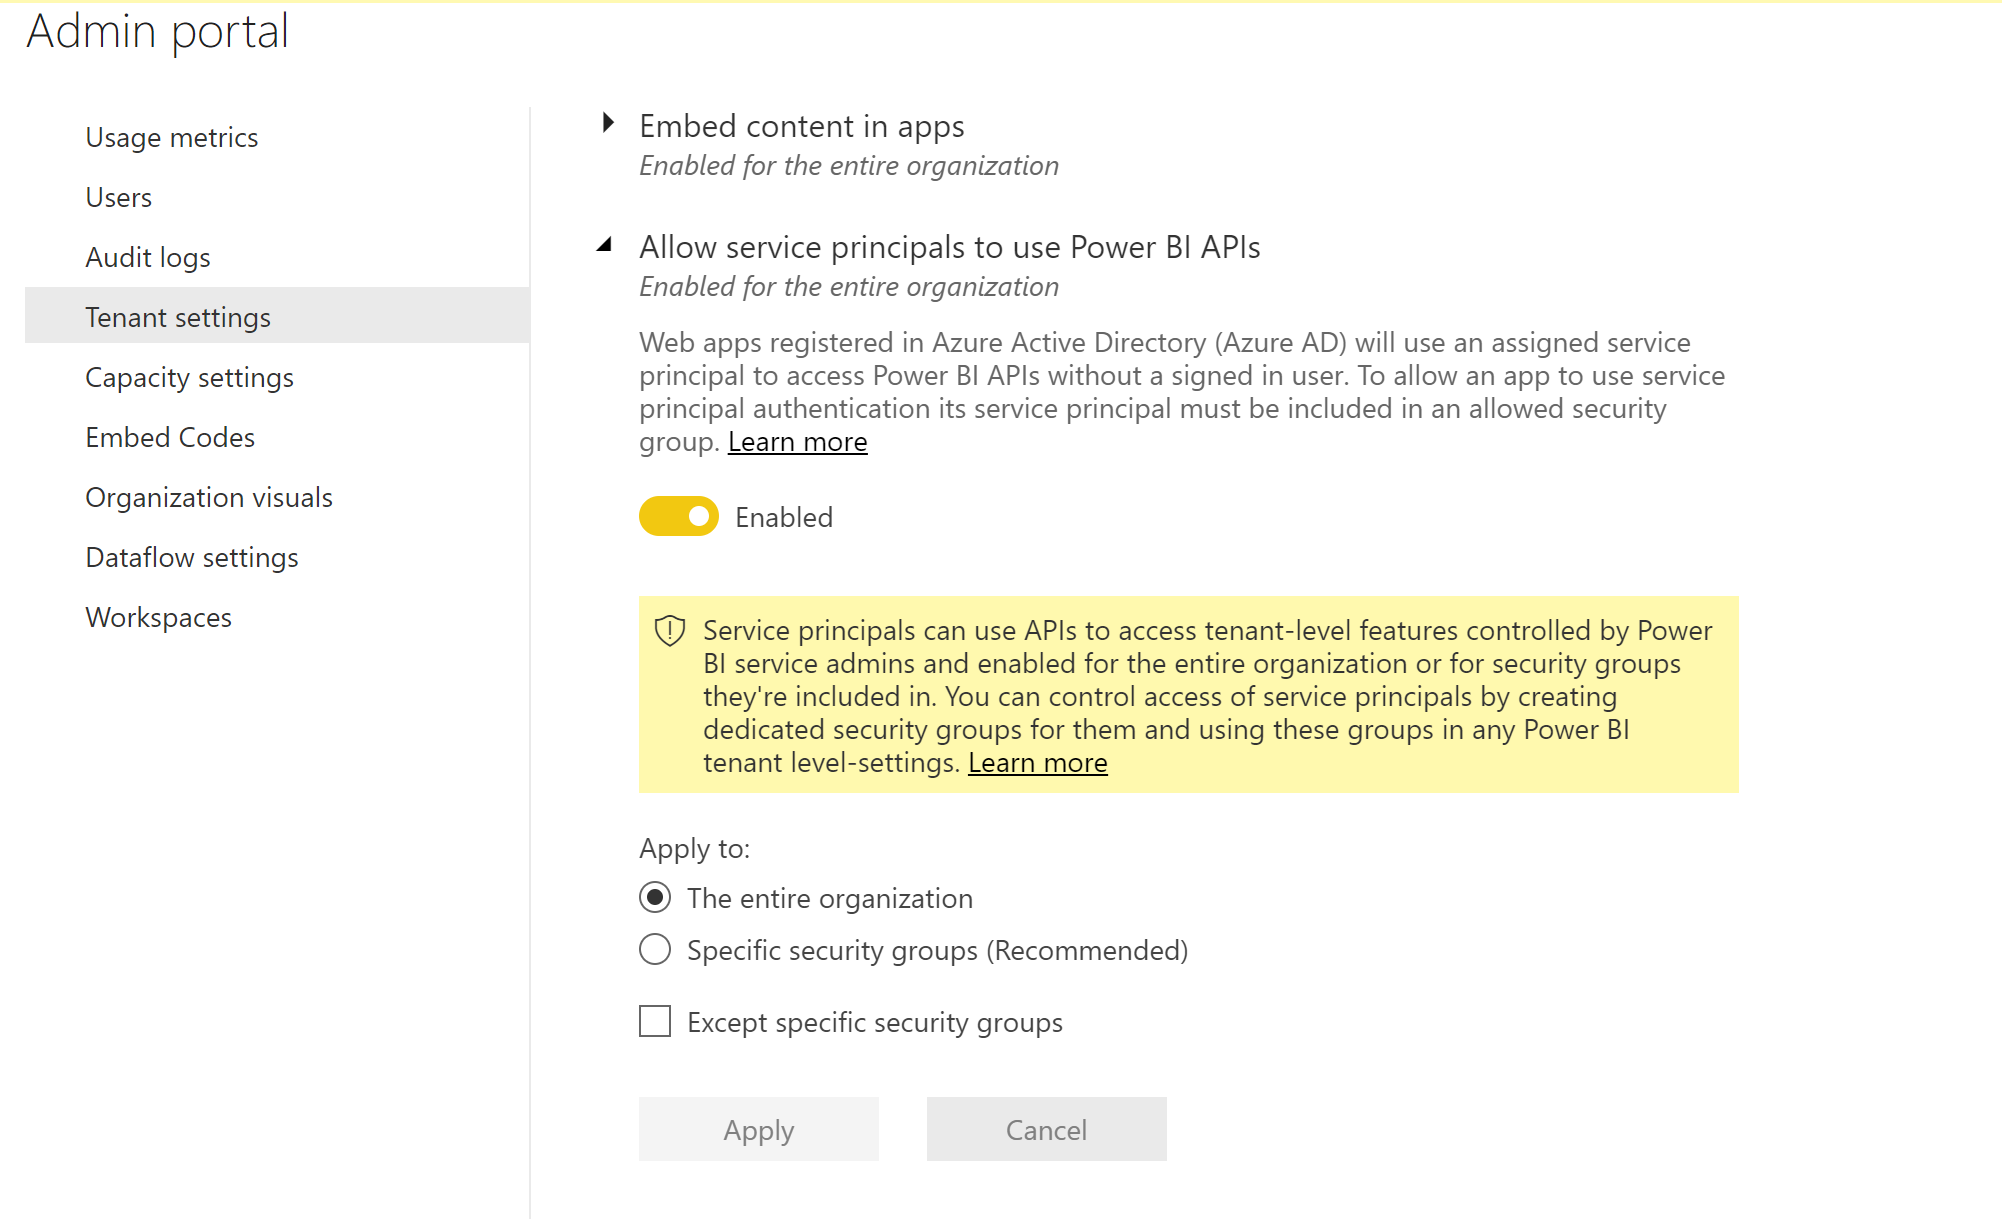 Admin portal
Usage metrics
Users
Audit logs
Tenant settings
Capacity settings
Embed Codes
Organization visuals
Dataflow settings
Workspaces
Embed content in apps
Enabled for the entire organization
Allow service principals to use Power BI APIs
Enabled for the entire organization
Web apps registered in Azure Active Directory (Azure AD) will use an assigned service
principal to access Power BI APIs without a signed in user. To allow an app to use service
principal authentication its service principal must be included in an allowed security
group. Learn more
Enabled
Service principals can use APIs to access tenant-level features controlled by Power
BI service admins and enabled for the entire organization or for security groups
they're included in. You can control access of service principals by creating
dedicated security groups for them and using these groups in any Power BI
tenant level-settings. Learn more
Apply to:
The entire organization
Specific security groups (Recommended)
Except specific security groups
Apply
Cancel